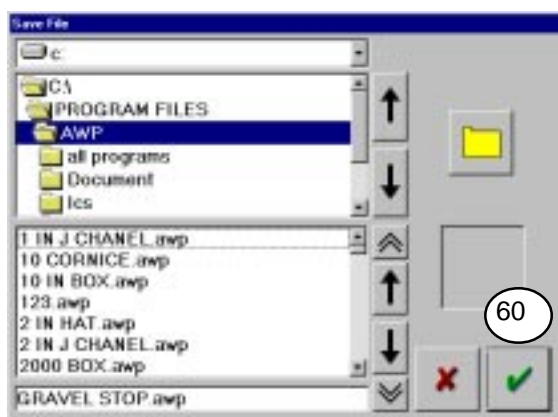 Save File
c:
C:\
PROGRAM FILES
AWP
all programs
Document
Ics
1 IN J CHANEL.awp
10 CORNICE.awp
10 IN BOX.awp
123.awp
2 IN HAT.awp
2 IN J CHANEL.awp
2000 BOX.awp
GRAVEL STOP.awp
60